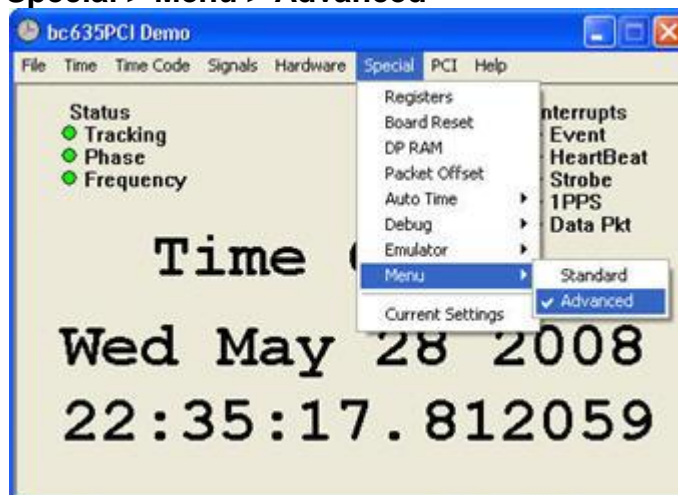 Special > Menu > Advanced
bc635PCI Demo
File Time Time Code Signals Hardware Special PCI Help
Status
Tracking
Phase
Frequency
Registers
Board Reset
DP RAM
Packet Offset
Auto Time
Debug
Emulator
Menu
Current Settings
Standard
Advanced
nterrupts
Event
HeartBeat
Strobe
1PPS
Data Pkt
Time
Wed May 28 2008
22:35:17.812059